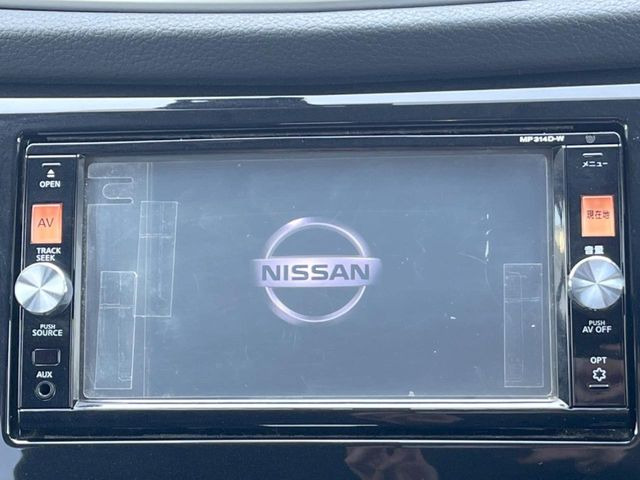 MP314D-W
OPEN
メニュー
AV
現在地
TRACK
SEEK
音量
NISSAN
PUSH
SOURCE
PUSH
AV OFF
AUX
OPT